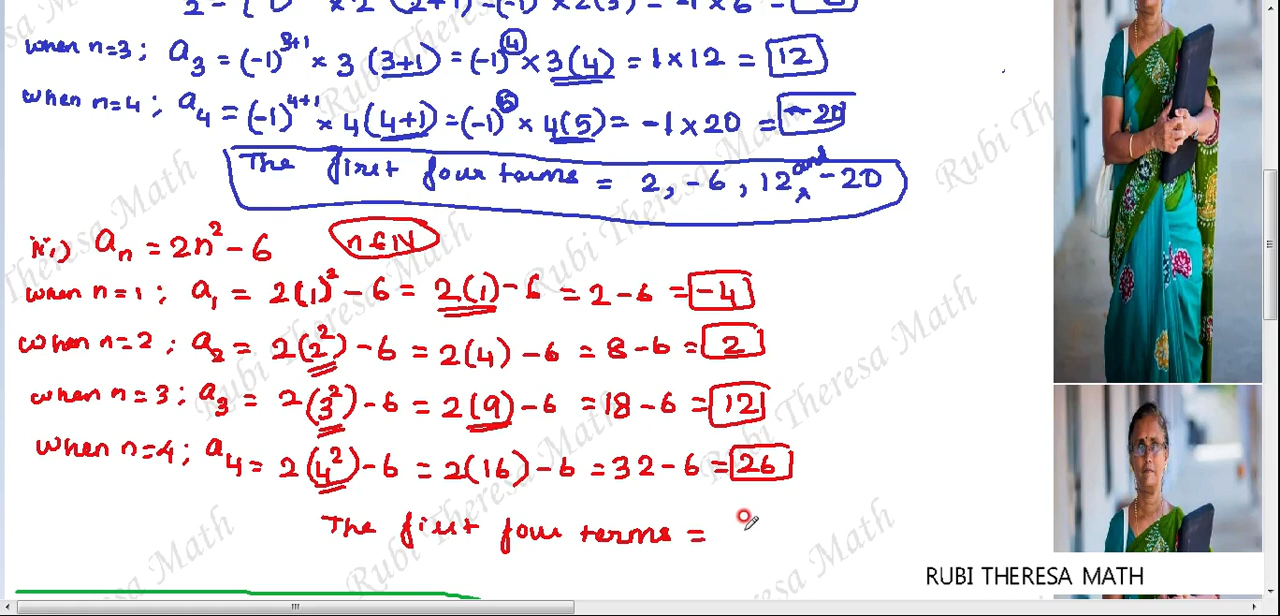 when n=3 ; a₃ = (-1)³⁺¹ × 3 (3+1) = (-1)⁴ × 3(4) = 1 × 12 = 12
when n=4 ; a₄ = (-1)⁴⁺¹ × 4(4+1) = (-1)⁵ × 4(5) = -1 × 20 = -20
The first four terms = 2, -6, 12 and -20
iii) aₙ = 2n² - 6 n ∈ N
when n=1 ; a₁ = 2(1)² - 6 = 2(1) - 6 = 2 - 6 = -4
when n=2 ; a₂ = 2(2²) - 6 = 2(4) - 6 = 8 - 6 = 2
when n=3 ; a₃ = 2(3²) - 6 = 2(9) - 6 = 18 - 6 = 12
when n=4 ; a₄ = 2(4²) - 6 = 2(16) - 6 = 32 - 6 = 26
The first four terms =
RUBI THERESA MATH